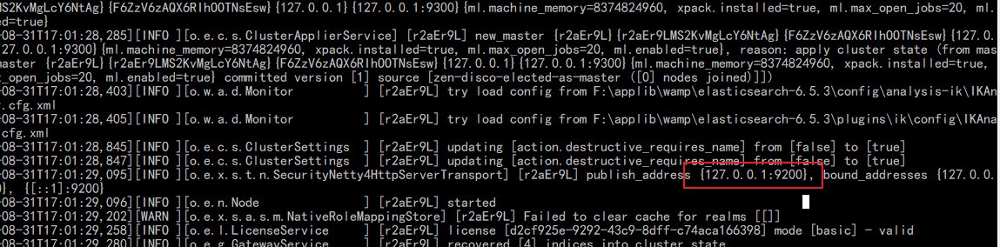 MS2KvMgLcY6NtAg}{F6ZzV6zAQX6RIhOOTNsEsw}{127.0.0.1}{127.0.0.1:9300}{ml.machine_memory=8374824960, xpack.installed=true, ml.max_open_jobs=20, ml.
ed=true}
-08-31T17:01:28,285][INFO ][o.e.c.s.ClusterApplierService] [r2aEr9L] new_master {r2aEr9L}{r2aEr9LMS2KvMgLcY6NtAg}{F6ZzV6zAQX6RIhOOTNsEsw}{127.0.
.0.1:9300}{ml.machine_memory=8374824960, xpack.installed=true, ml.max_open_jobs=20, ml.enabled=true}, reason: apply cluster state (from mas
master {r2aEr9L}{r2aEr9LMS2KvMgLcY6NtAg}{F6ZzV6zAQX6RIhOOTNsEsw}{127.0.0.1}{127.0.0.1:9300}{ml.machine_memory=8374824960, xpack.installed=true,
x_open_jobs=20, ml.enabled=true} committed version [1] source [zen-disco-elected-as-master ([0] nodes joined)]])
-08-31T17:01:28,403][INFO ][o.w.a.d.Monitor          ] [r2aEr9L] try load config from F:\applib\wamp\elasticsearch-6.5.3\config\analysis-ik\IKAn
.cfg.xml
-08-31T17:01:28,405][INFO ][o.w.a.d.Monitor          ] [r2aEr9L] try load config from F:\applib\wamp\elasticsearch-6.5.3\plugins\ik\config\IKAna
.cfg.xml
-08-31T17:01:28,845][INFO ][o.e.c.s.ClusterSettings  ] [r2aEr9L] updating [action.destructive_requires_name] from [false] to [true]
-08-31T17:01:28,847][INFO ][o.e.c.s.ClusterSettings  ] [r2aEr9L] updating [action.destructive_requires_name] from [false] to [true]
-08-31T17:01:29,095][INFO ][o.e.x.s.t.n.SecurityNetty4HttpServerTransport] [r2aEr9L] publish_address {127.0.0.1:9200}, bound_addresses {127.0.0.
0}, {[::1]:9200}
-08-31T17:01:29,096][INFO ][o.e.n.Node               ] [r2aEr9L] started
-08-31T17:01:29,202][WARN ][o.e.x.s.a.s.m.NativeRoleMappingStore] [r2aEr9L] Failed to clear cache for realms [[]]
-08-31T17:01:29,258][INFO ][o.e.l.LicenseService     ] [r2aEr9L] license [d2cf925e-9292-43c9-8dff-c74aca166398] mode [basic] - valid
-08-31T17:01:29,280][INFO ][o.e.g.GatewayService     ] [r2aEr9L] recovered [4] indices into cluster_state